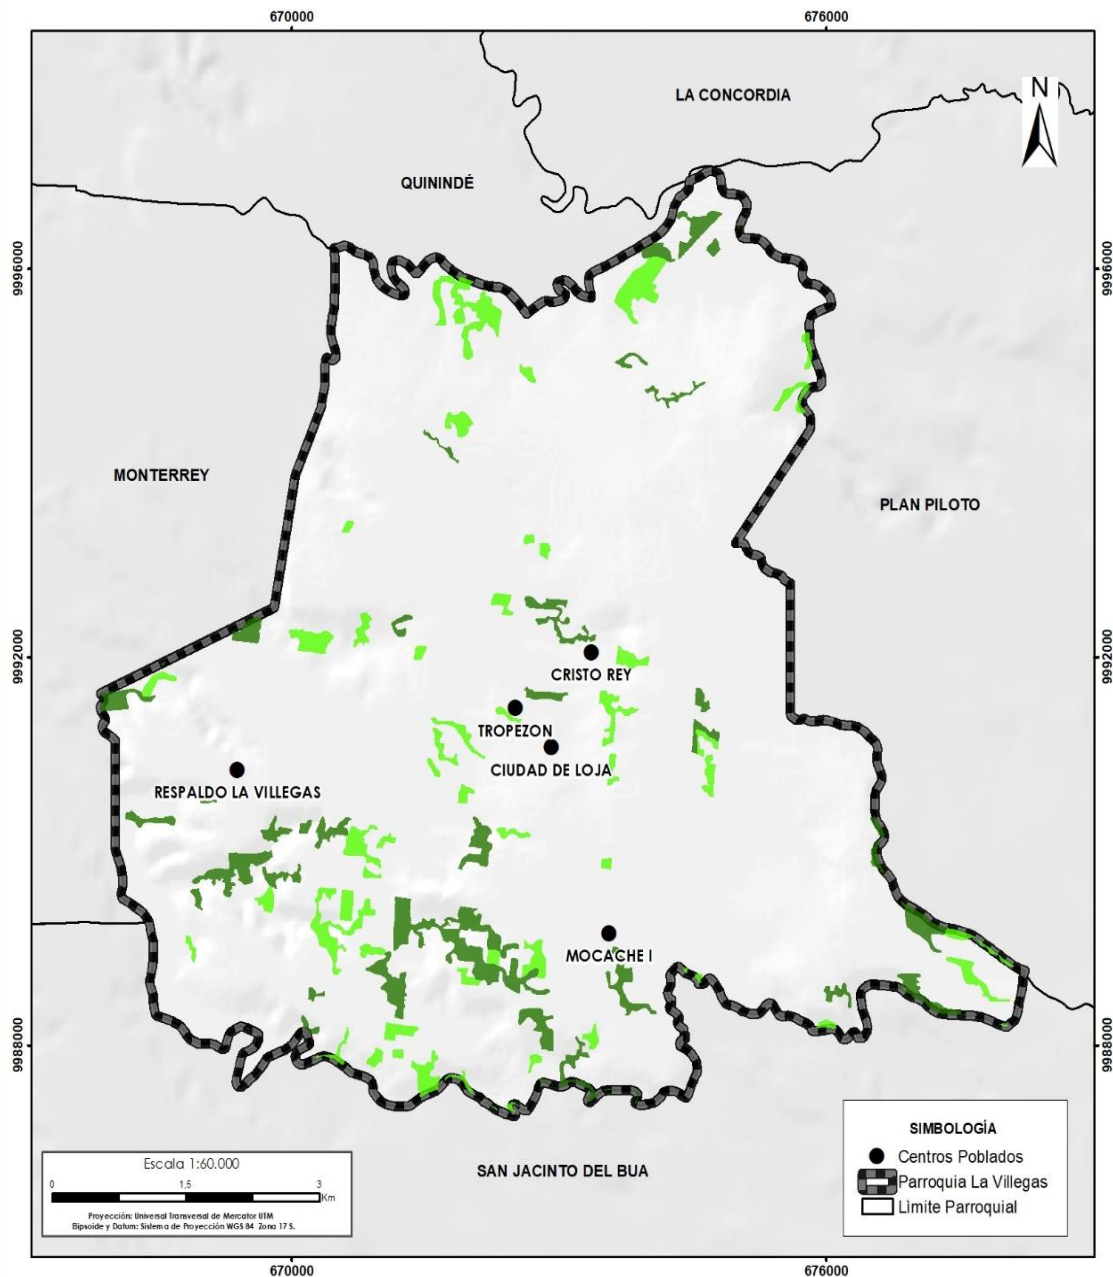 670000
676000
LA CONCORDIA
N
QUININDÉ
9996000
9996000
MONTERREY
PLAN PILOTO
9992000
9992000
CRISTO REY
TROPEZON
CIUDAD DE LOJA
RESPALDO LA VILLEGAS
MOCACHE I
9988000
9988000
SAN JACINTO DEL BUA
SIMBOLOGÍA
Centros Poblados
Parroquia La Villegas
Lìmite Parroquial
Escala 1:60.000
0 1,5 3
Km
Proyección: Universal Transversal de Mercator UTM
Elipsoide y Datum: Sistema de Proyección WGS 84 Zona 17 S.
670000
676000